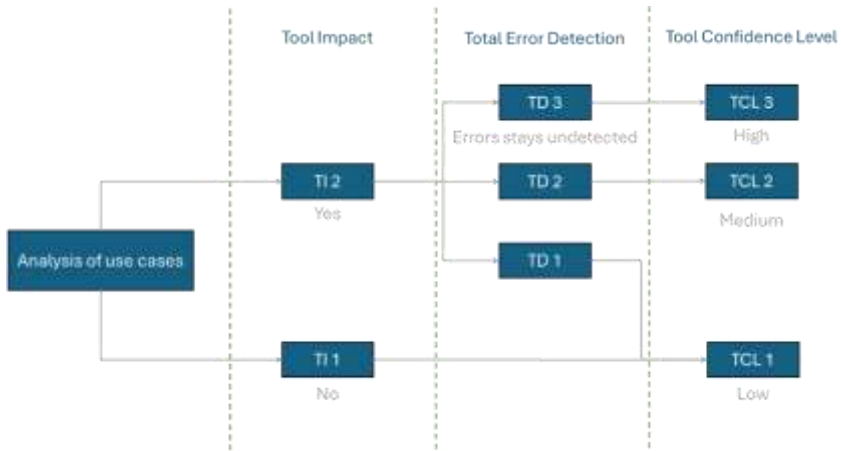 Tool Impact
Total Error Detection
Tool Confidence Level
TD 3
TCL 3
Errors stays undetected
High
TI 2
TD 2
TCL 2
Yes
Medium
Analysis of use cases
TD 1
TI 1
TCL 1
No
Low